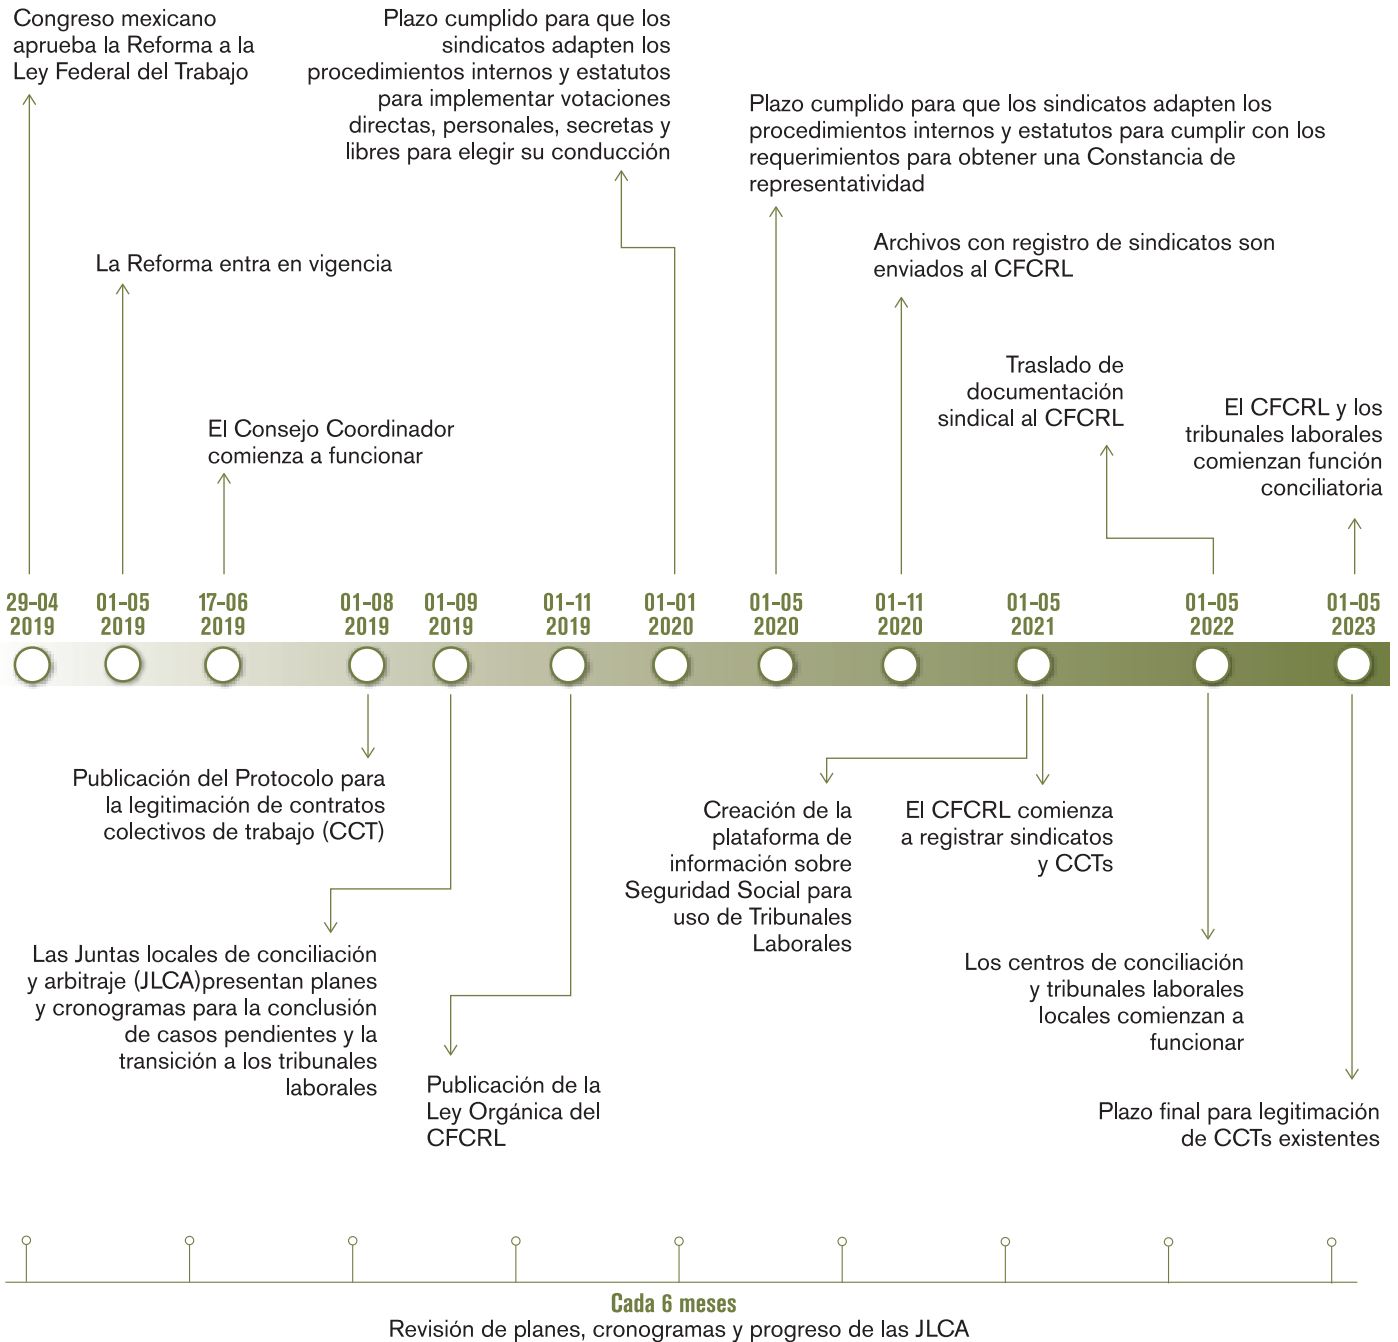 Congreso mexicano
aprueba la Reforma a la
Ley Federal del Trabajo
Plazo cumplido para que los
sindicatos adapten los
procedimientos internos y estatutos
para implementar votaciones
directas, personales, secretas y
libres para elegir su conducción
Plazo cumplido para que los sindicatos adapten los
procedimientos internos y estatutos para cumplir con los
requerimientos para obtener una Constancia de
representatividad
La Reforma entra en vigencia
Archivos con registro de sindicatos son
enviados al CFCRL
El Consejo Coordinador
comienza a funcionar
Traslado de
documentación
sindical al CFCRL
El CFCRL y los
tribunales laborales
comienzan función
conciliatoria
29-04
2019
01-05
2019
17-06
2019
01-08
2019
01-09
2019
01-11
2019
01-01
2020
01-05
2020
01-11
2020
01-05
2021
01-05
2022
01-05
2023
Publicación del Protocolo para
la legitimación de contratos
colectivos de trabajo (CCT)
Las Juntas locales de conciliación
y arbitraje (JLCA)presentan planes
y cronogramas para la conclusión
de casos pendientes y la
transición a los tribunales
laborales
Publicación de la
Ley Orgánica del
CFCRL
Creación de la
plataforma de
información sobre
Seguridad Social para
uso de Tribunales
Laborales
El CFCRL comienza
a registrar sindicatos
y CCTs
Los centros de conciliación
y tribunales laborales
locales comienzan a
funcionar
Plazo final para legitimación
de CCTs existentes
Cada 6 meses
Revisión de planes, cronogramas y progreso de las JLCA